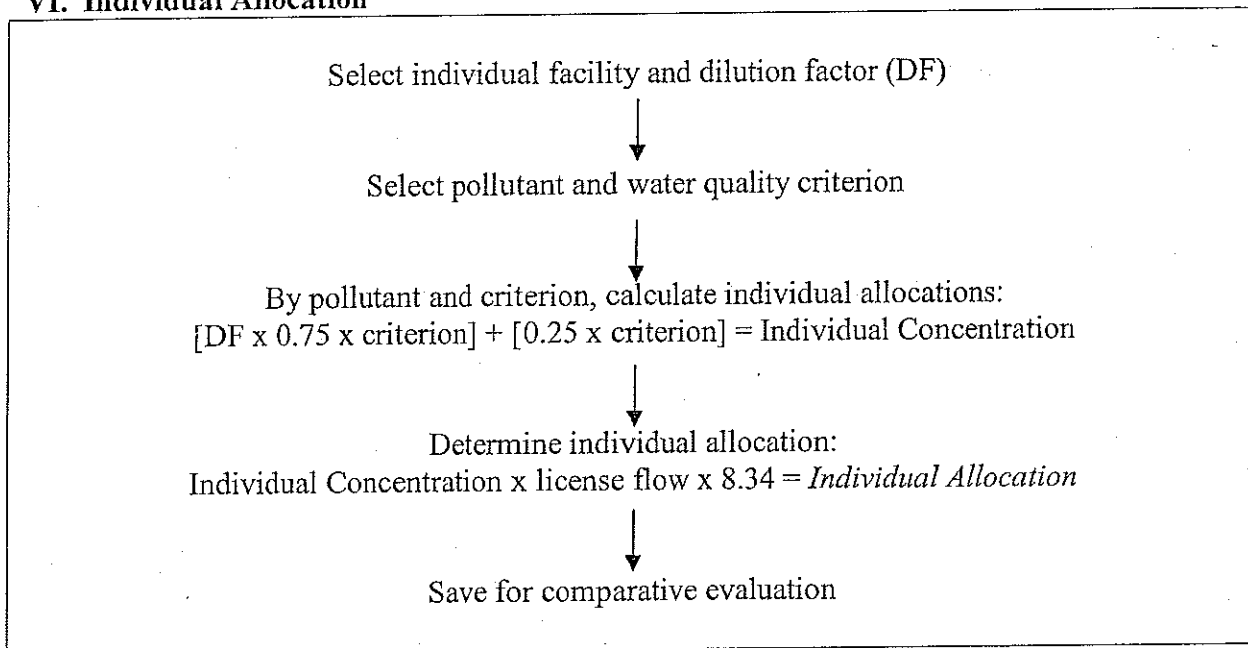 VI. Individual Allocation
Select individual facility and dilution factor (DF)
Select pollutant and water quality criterion
By pollutant and criterion, calculate individual allocations:
[DF x 0.75 x criterion] + [0.25 x criterion] = Individual Concentration
Determine individual allocation:
Individual Concentration x license flow x 8.34 = Individual Allocation
Save for comparative evaluation